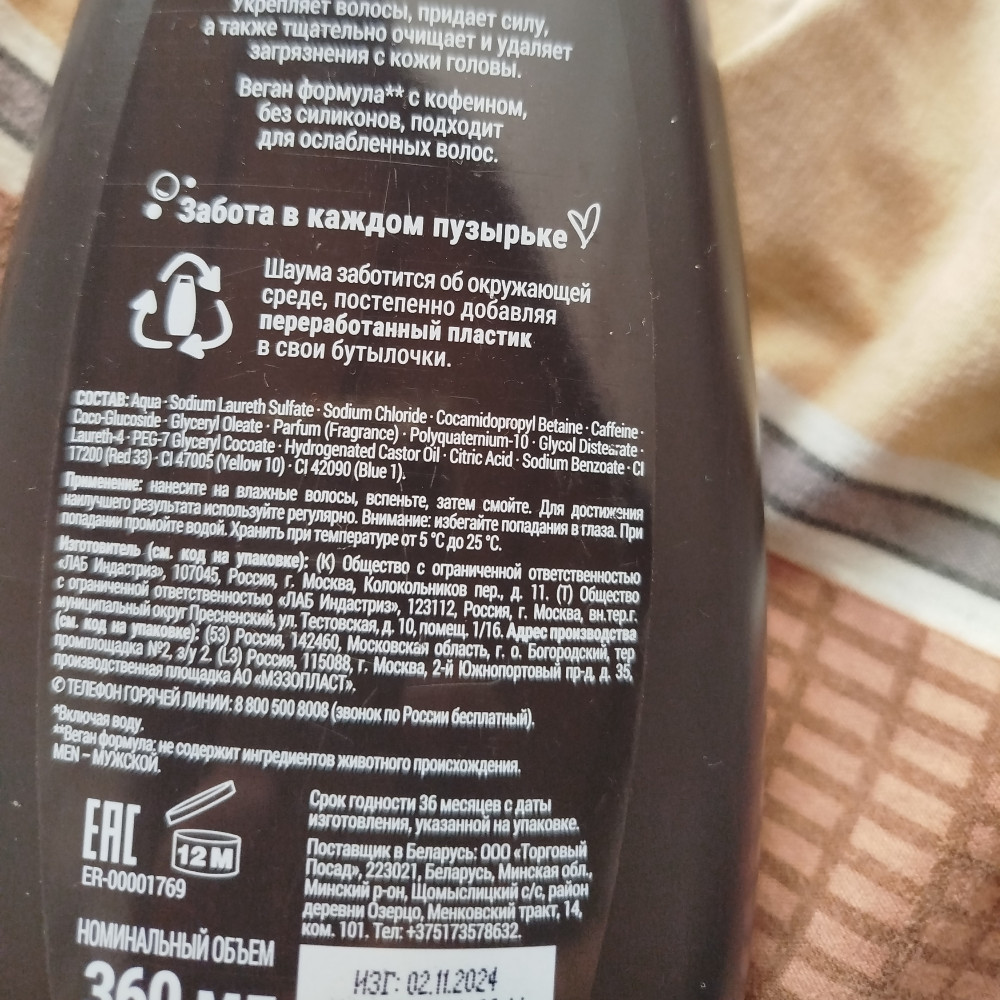 Укрепляет волосы, придает силу,
а также тщательно очищает и удаляет
загрязнения с кожи головы.
Веган формула** с кофеином,
без силиконов, подходит
для ослабленных волос.
Забота в каждом пузырьке
Шаума заботится об окружающей
среде, постепенно добавляя
переработанный пластик
в свои бутылочки.
СОСТАВ: Aqua · Sodium Laureth Sulfate · Sodium Chloride · Cocamidopropyl Betaine · Caffeine ·
Coco-Glucoside · Glyceryl Oleate · Parfum (Fragrance) · Polyquaternium-10 · Glycol Distearate ·
Laureth-4 · PEG-7 Glyceryl Cocoate · Hydrogenated Castor Oil · Citric Acid · Sodium Benzoate · CI
17200 (Red 33) · CI 47005 (Yellow 10) · CI 42090 (Blue 1).
Применение: нанесите на влажные волосы, вспеньте, затем смойте. Для достижения
наилучшего результата используйте регулярно. Внимание: избегайте попадания в глаза. При
попадании промойте водой. Хранить при температуре от 5 °C до 25 °C.
Изготовитель (см. код на упаковке): (К) Общество с ограниченной ответственностью
«ЛАБ Индастриз», 107045, Россия, г. Москва, Колокольников пер., д. 11. (Т) Общество
с ограниченной ответственностью «ЛАБ Индастриз», 123112, Россия, г. Москва, вн.тер.г.
муниципальный округ Пресненский, ул. Тестовская, д. 10, помещ. 1/16. Адрес производства
(см. код на упаковке): (53) Россия, 142460, Московская область, г. о. Богородский, тер
промплощадка №2, з/у 2. (L3) Россия, 115088, г. Москва, 2-й Южнопортовый пр-д, д. 35,
производственная площадка АО «МЭЗОПЛАСТ».
✆ ТЕЛЕФОН ГОРЯЧЕЙ ЛИНИИ: 8 800 500 8008 (звонок по России бесплатный).
*Включая воду.
**Веган формула: не содержит ингредиентов животного происхождения.
MEN – МУЖСКОЙ.
EAC
12 M
ER-00001769
Срок годности 36 месяцев с даты
изготовления, указанной на упаковке.
Поставщик в Беларусь: ООО «Торговый
Посад», 223021, Беларусь, Минская обл.,
Минский р-он, Щомыслицкий с/с, район
деревни Озерцо, Менковский тракт, 14,
ком. 101. Тел: +375173578632.
НОМИНАЛЬНЫЙ ОБЪЕМ
360 мл
ИЗГ: 02.11.2024